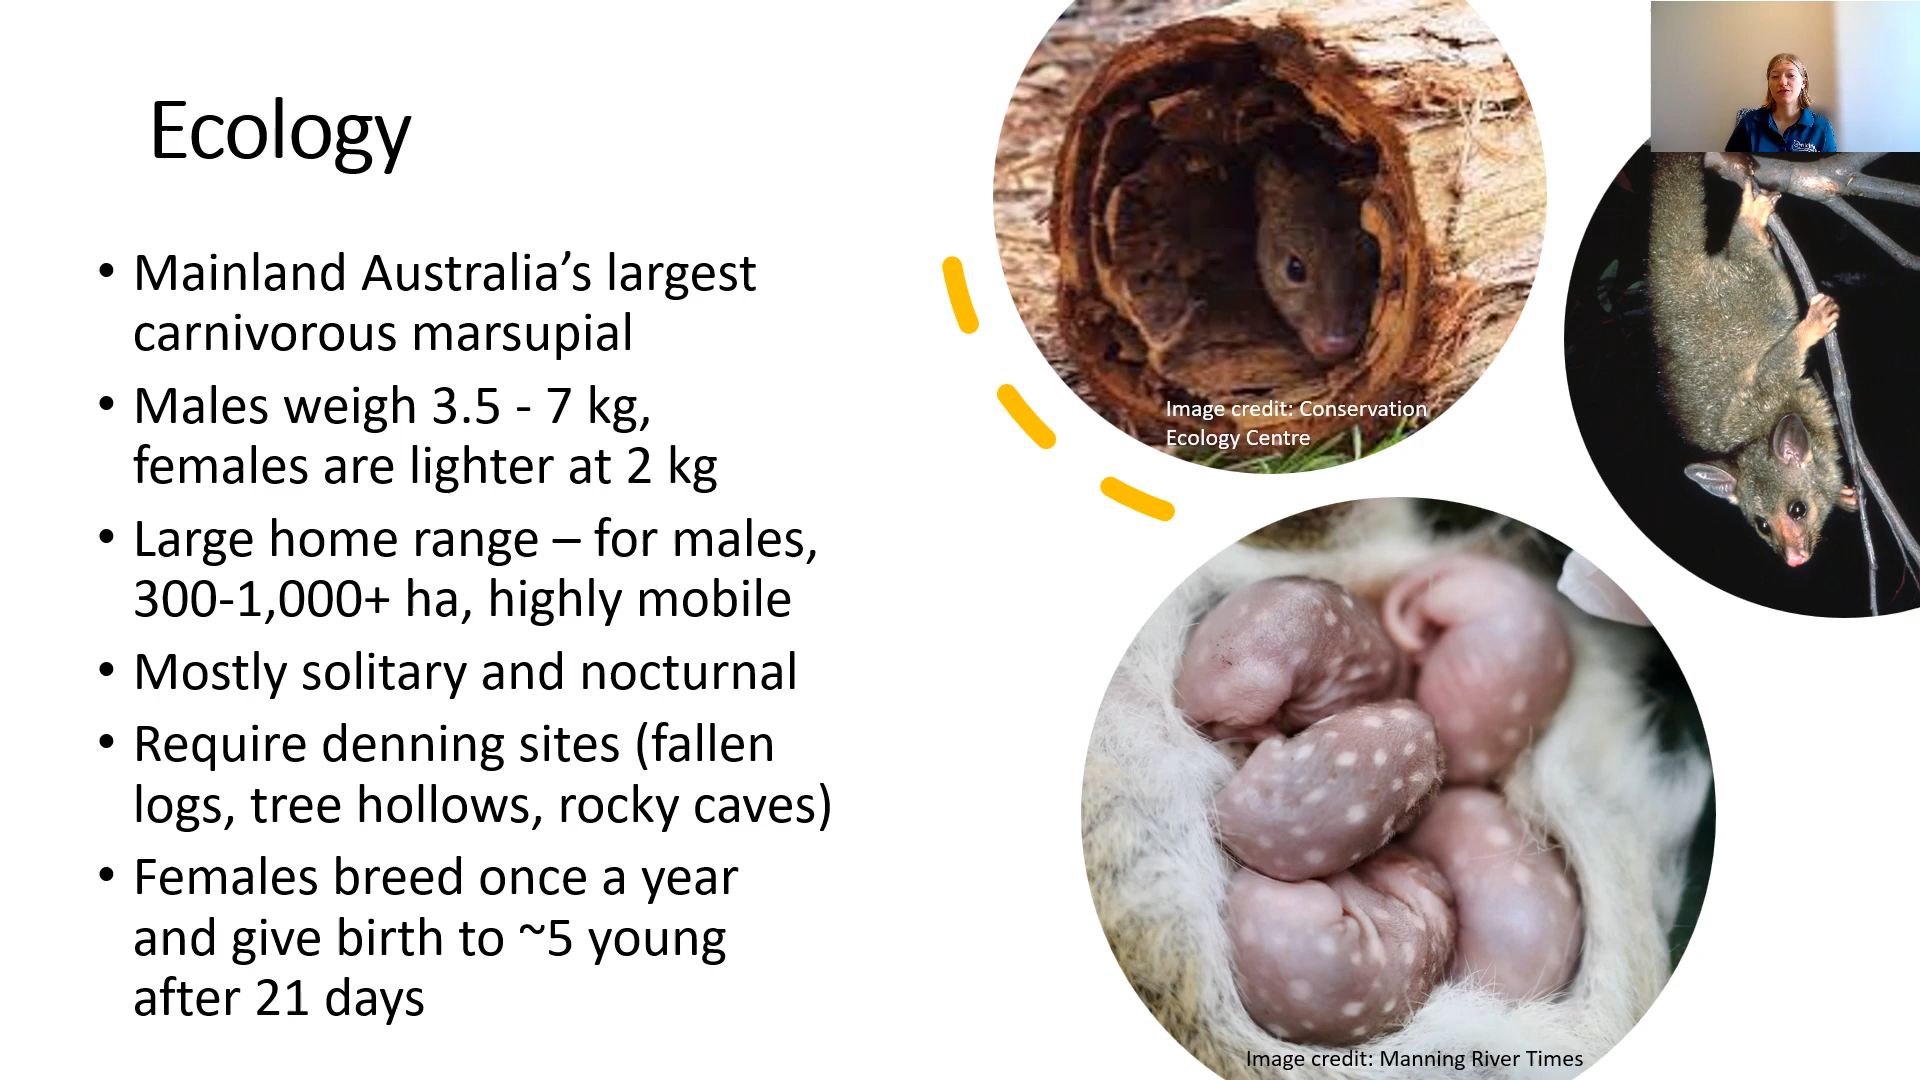 Ecology
• Mainland Australia’s largest
carnivorous marsupial
• Males weigh 3.5 - 7 kg,
females are lighter at 2 kg
• Large home range – for males,
300-1,000+ ha, highly mobile
• Mostly solitary and nocturnal
• Require denning sites (fallen
logs, tree hollows, rocky caves)
• Females breed once a year
and give birth to ~5 young
after 21 days
Image credit: Conservation
Ecology Centre
Image credit: Manning River Times